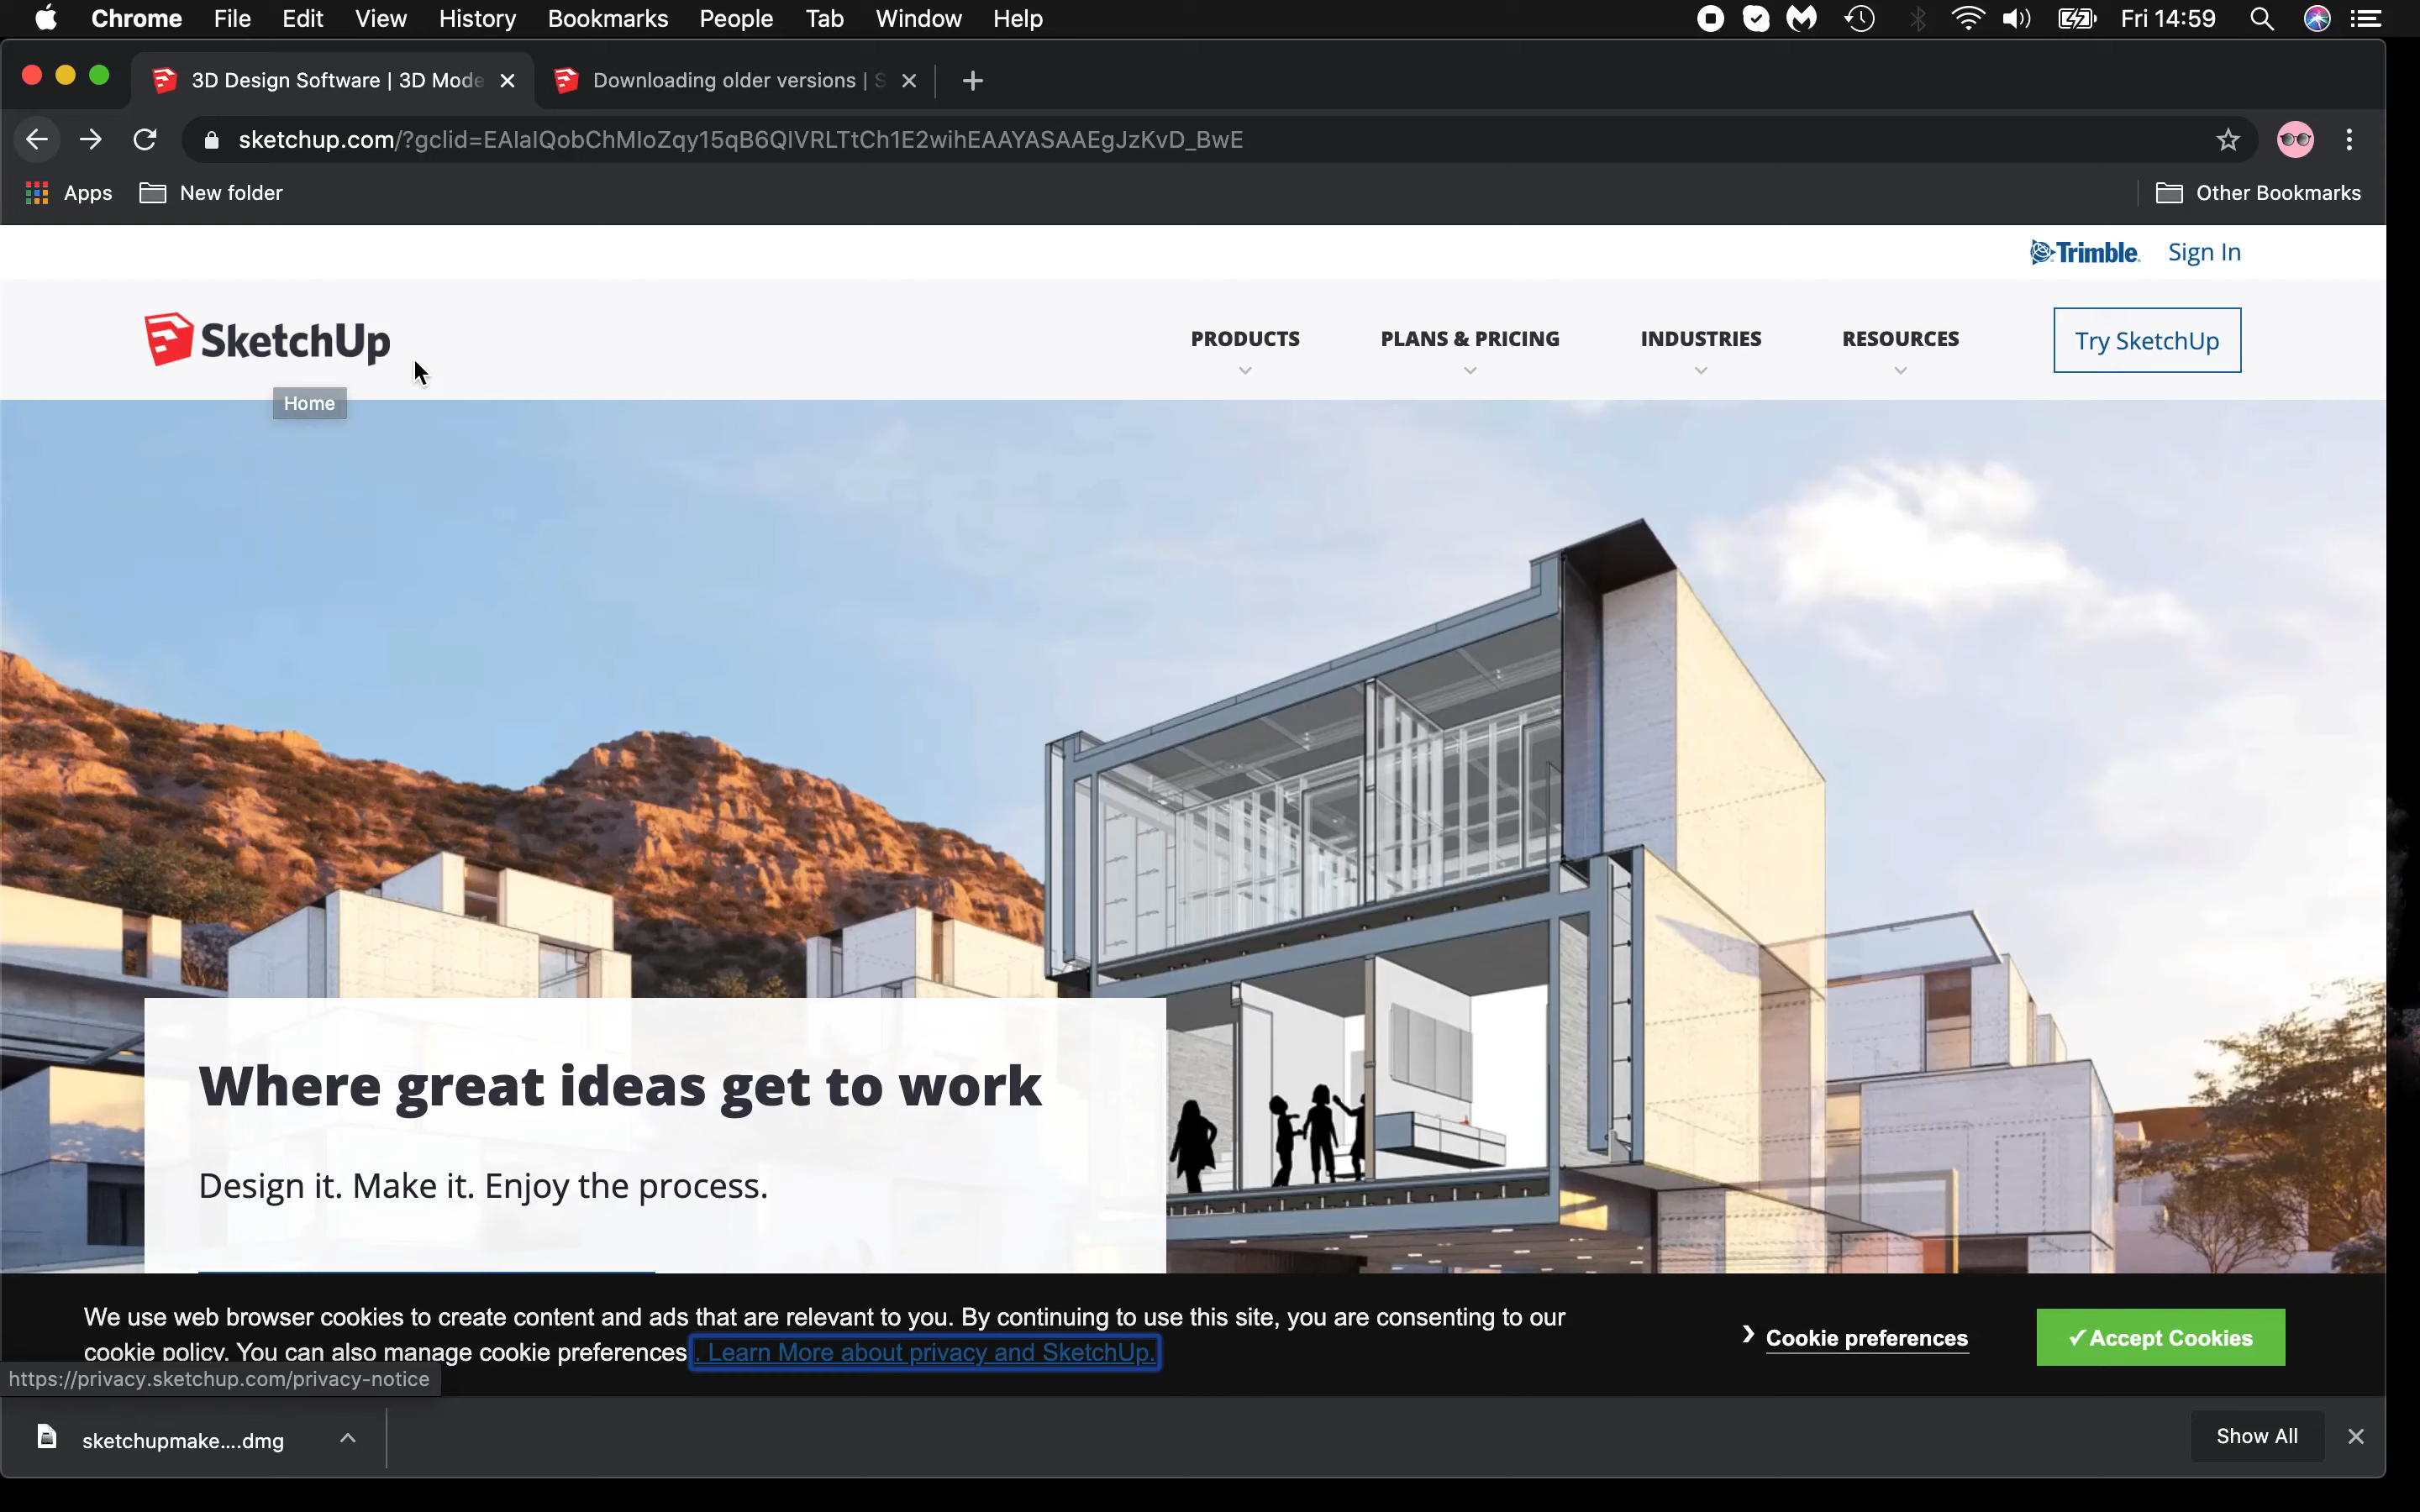 Chrome File Edit View History Bookmarks People Tab Window Help Fri 14:59
3D Design Software | 3D Mode
Downloading older versions | S
sketchup.com/?gclid=EAIaIQobChMIoZqy15qB6QIVRLTtCh1E2wihEAAYASAAEgJzKvD_BwE
Apps New folder Other Bookmarks
Trimble. Sign In
SketchUp PRODUCTS PLANS & PRICING INDUSTRIES RESOURCES Try SketchUp
Home
Where great ideas get to work
Design it. Make it. Enjoy the process.
We use web browser cookies to create content and ads that are relevant to you. By continuing to use this site, you are consenting to our
cookie policy. You can also manage cookie preferences. Learn More about privacy and SketchUp.
Cookie preferences
✓Accept Cookies
https://privacy.sketchup.com/privacy-notice
sketchupmake....dmg
Show All